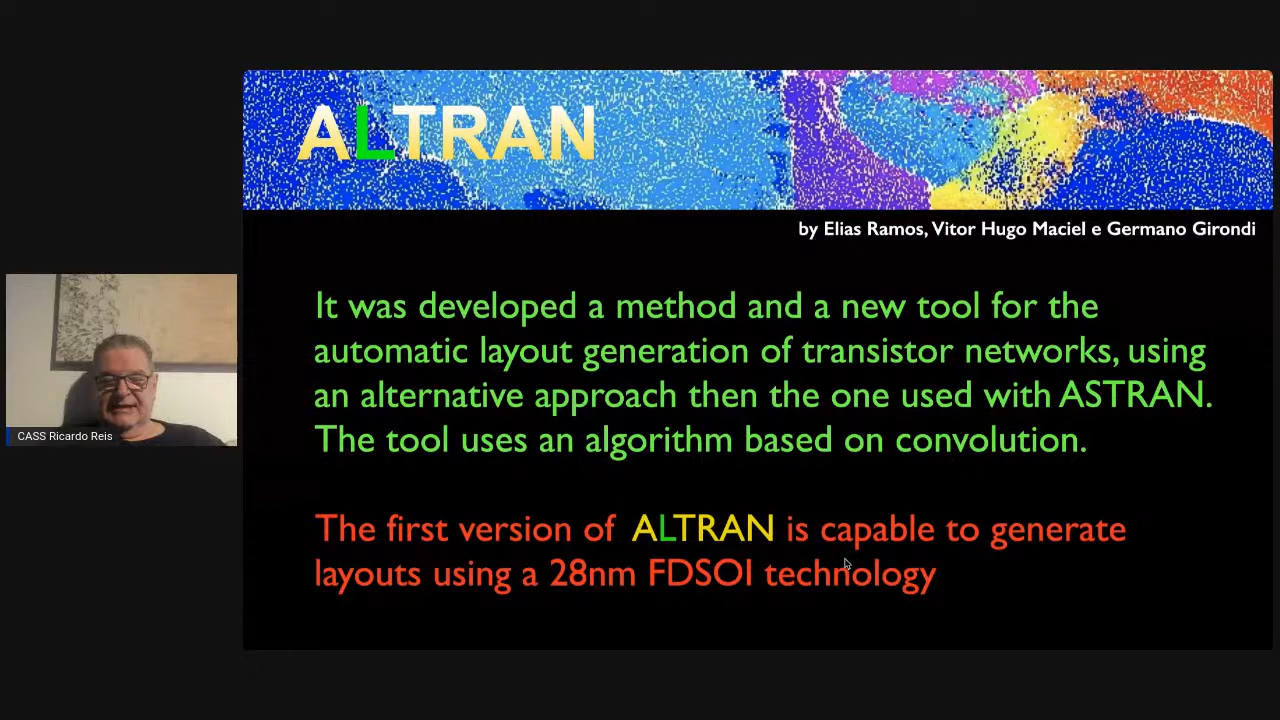 ALTRAN
by Elias Ramos, Vitor Hugo Maciel e Germano Girondi
It was developed a method and a new tool for the
automatic layout generation of transistor networks, using
an alternative approach then the one used with ASTRAN.
The tool uses an algorithm based on convolution.
The first version of ALTRAN is capable to generate
layouts using a 28nm FDSOI technology
CASS Ricardo Reis